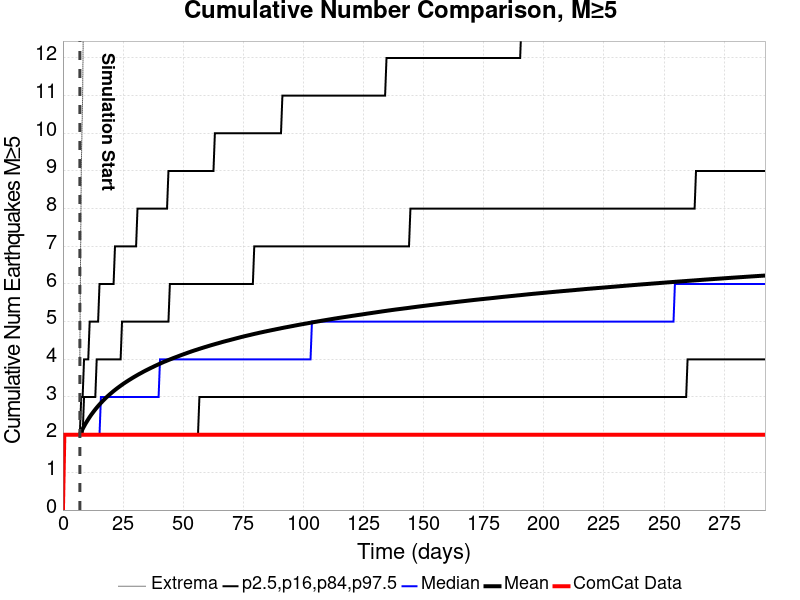 Cumulative Number Comparison, M≥5
Cumulative Num Earthquakes M≥5
12
11
10
9
8
7
6
5
4
3
2
1
0
Simulation Start
0 25 50 75 100 125 150 175 200 225 250 275
Time (days)
Extrema p2.5,p16,p84,p97.5 Median Mean ComCat Data